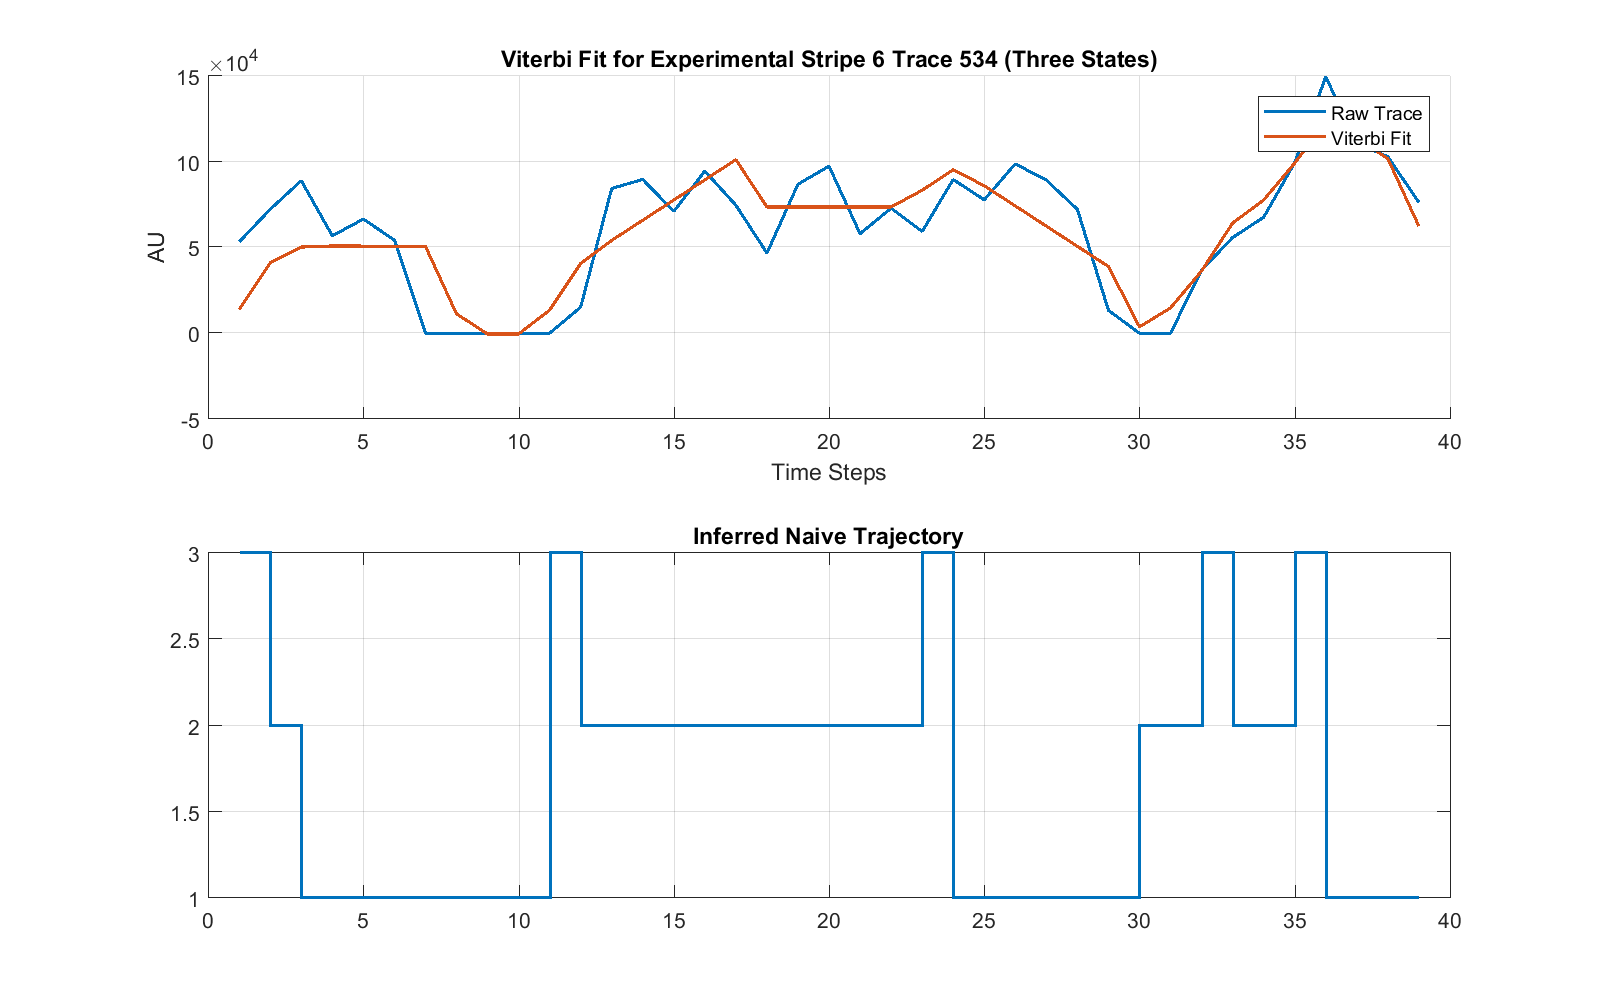 Viterbi Fit for Experimental Stripe 6 Trace 534 (Three States)
×10^4
15
10
5
0
-5
AU
Raw Trace
Viterbi Fit
0 5 10 15 20 25 30 35 40
Time Steps
Inferred Naive Trajectory
3
2.5
2
1.5
1
0 5 10 15 20 25 30 35 40